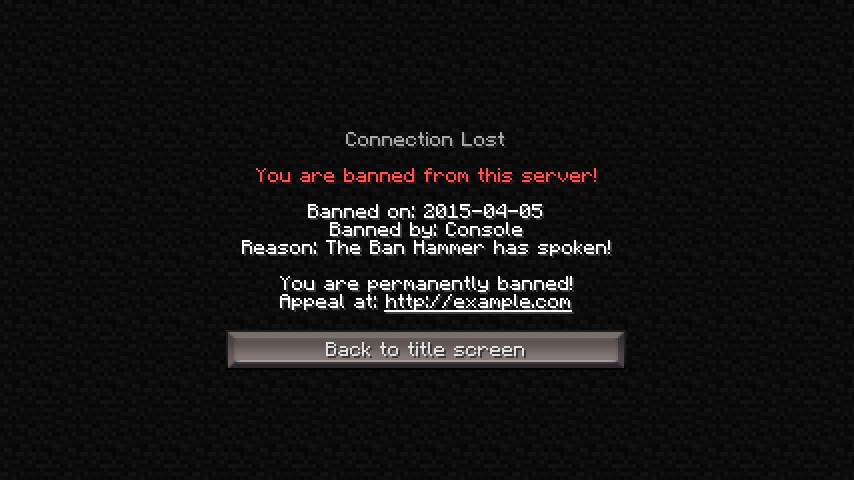 Connection Lost
You are banned from this server!
Banned on: 2015-04-05
Banned by: Console
Reason: The Ban Hammer has spoken!
You are permanently banned!
Appeal at: http://example.com
Back to title screen